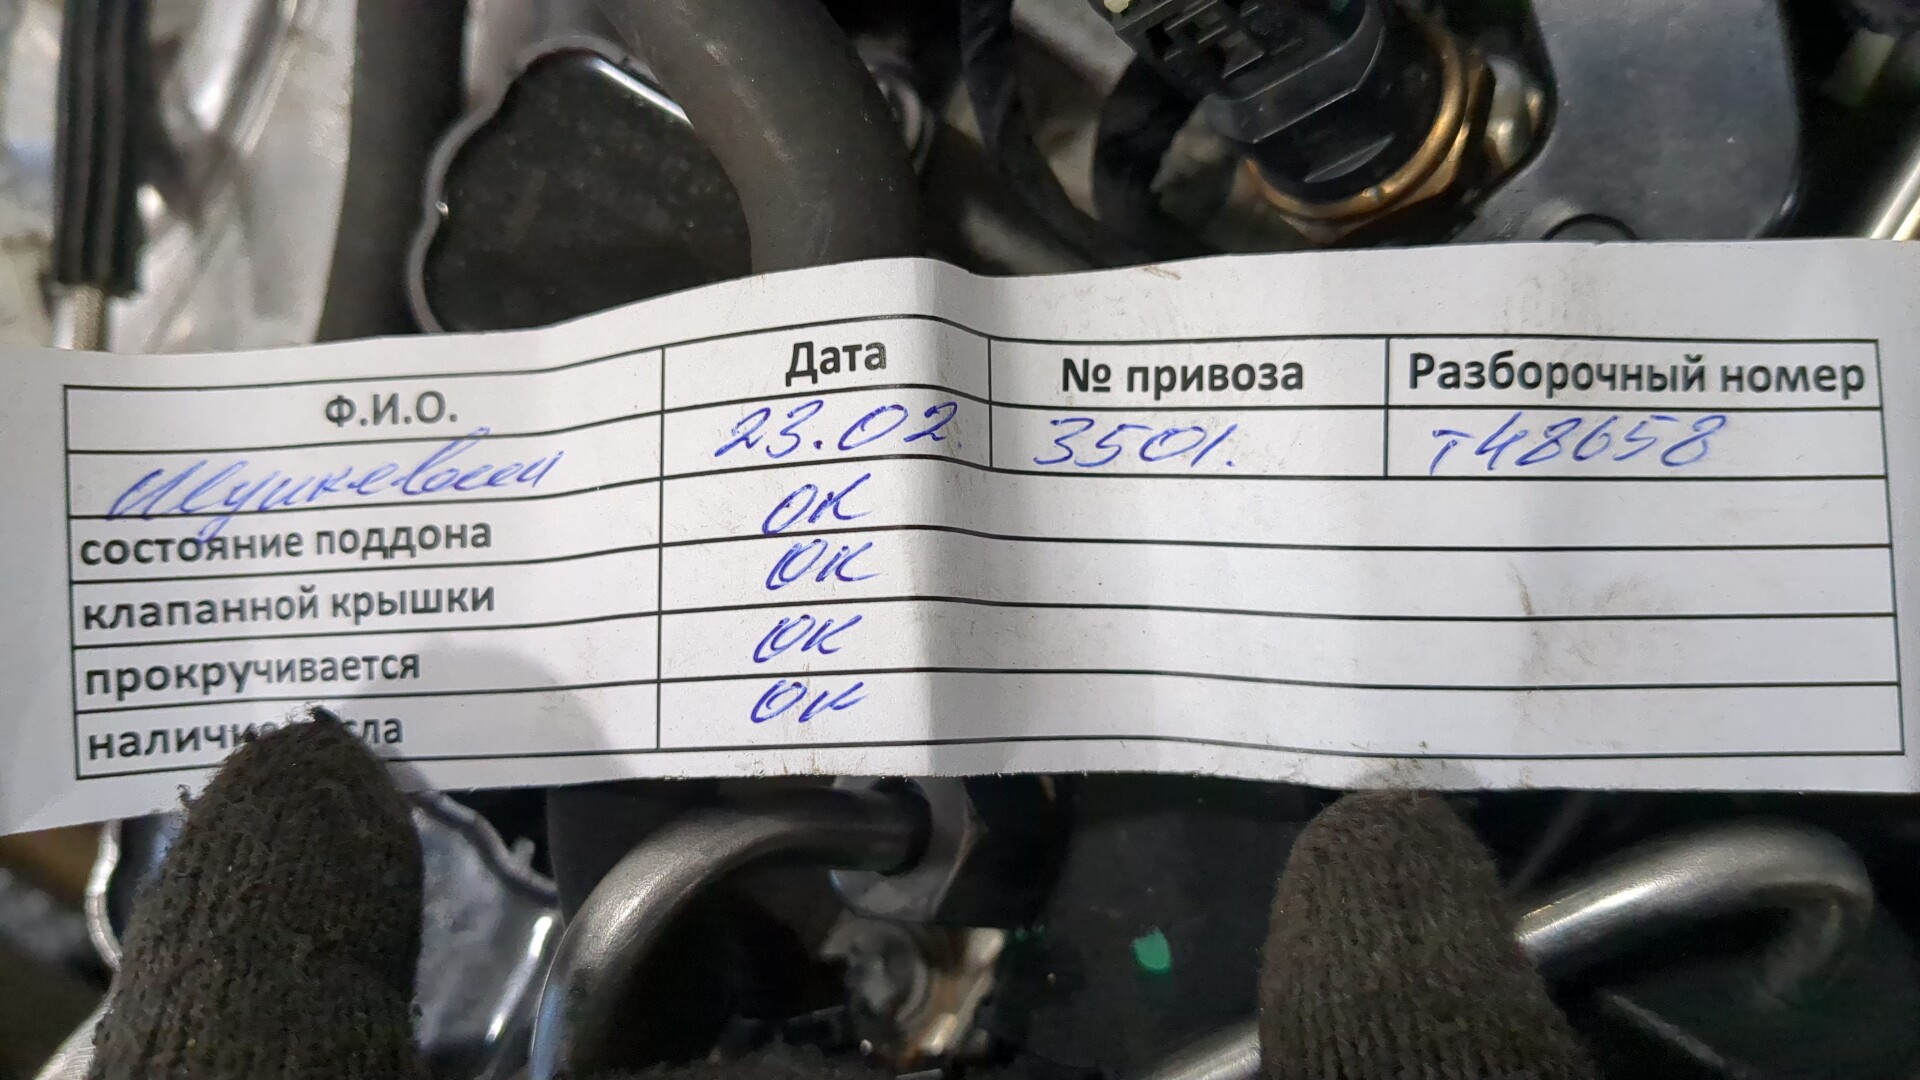 Ф.И.О. Дата № привоза Разборочный номер
23.02. 3501. т48658
состояние поддона ОК
клапанной крышки ОК
прокручивается ОК
ОК